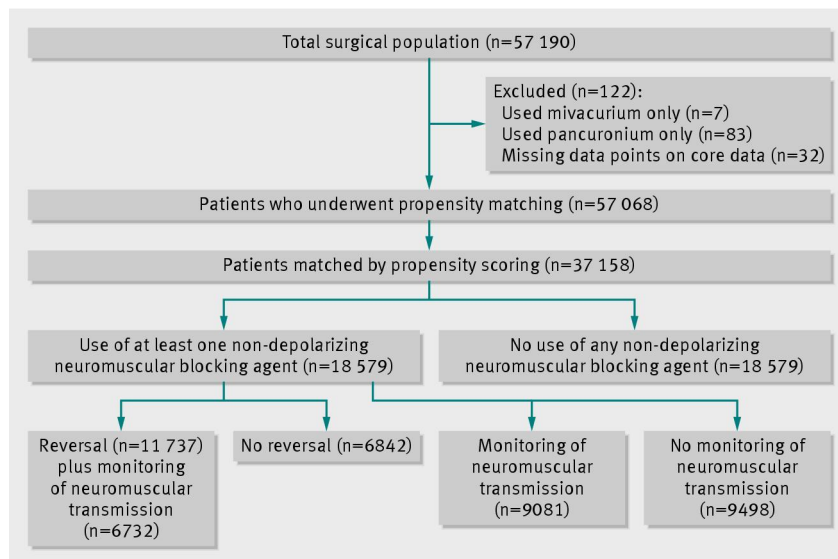 Total surgical population (n=57 190)
Excluded (n=122):
Used mivacurium only (n=7)
Used pancuronium only (n=83)
Missing data points on core data (n=32)
Patients who underwent propensity matching (n=57 068)
Patients matched by propensity scoring (n=37 158)
Use of at least one non-depolarizing
neuromuscular blocking agent (n=18 579)
No use of any non-depolarizing
neuromuscular blocking agent (n=18 579)
Reversal (n=11 737)
plus monitoring
of neuromuscular
transmission
(n=6732)
No reversal (n=6842)
Monitoring of
neuromuscular
transmission
(n=9081)
No monitoring of
neuromuscular
transmission
(n=9498)